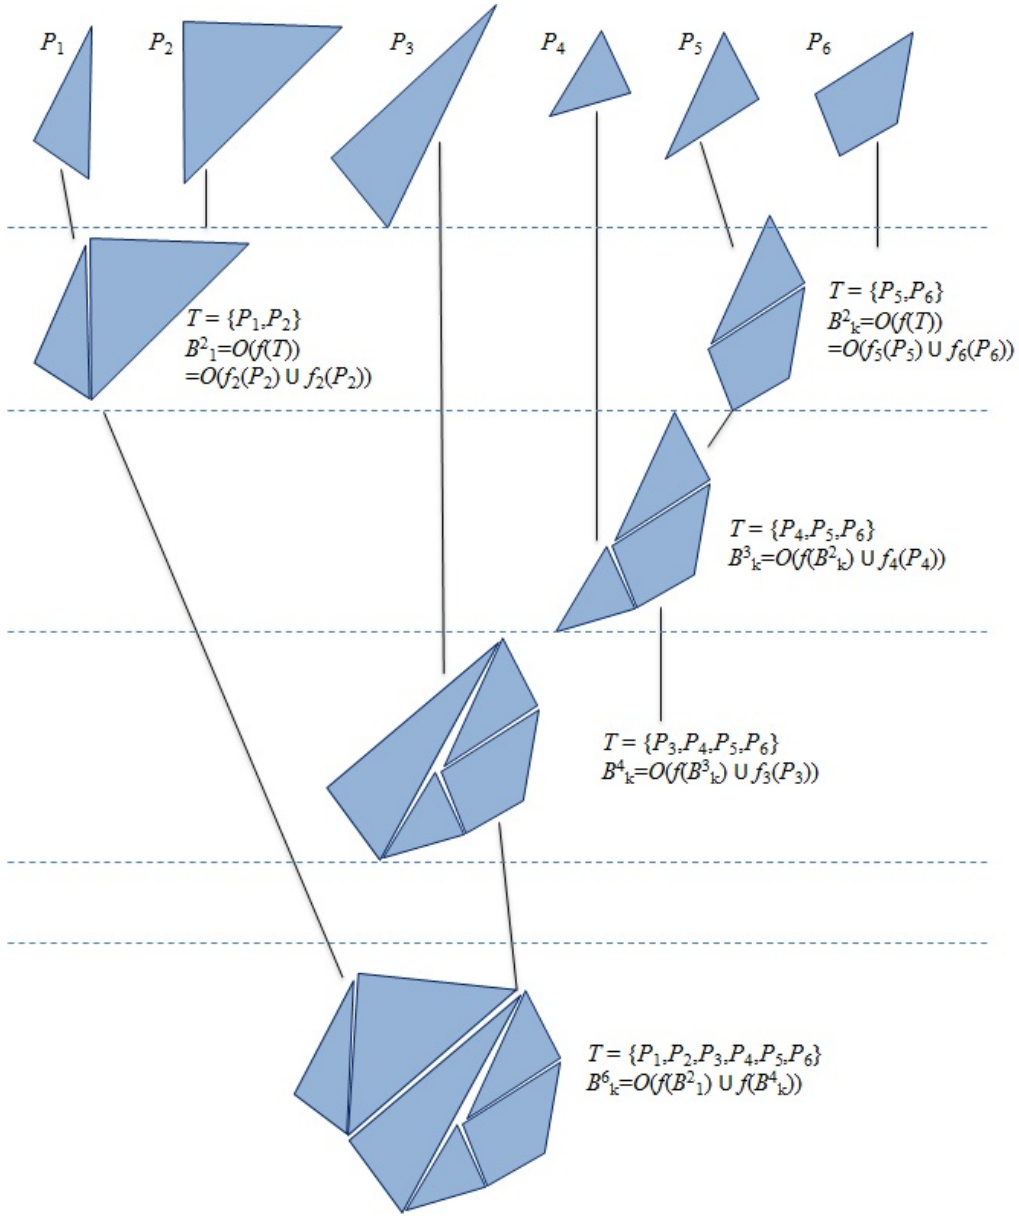 P₁ P₂ P₃ P₄ P₅ P₆
T = {P₁,P₂}
B²₁=O(f(T))
=O(f₂(P₂) ∪ f₂(P₂))
T = {P₅,P₆}
B²ₖ=O(f(T))
=O(f₅(P₅) ∪ f₆(P₆))
T = {P₄,P₅,P₆}
B³ₖ=O(f(B²ₖ) ∪ f₄(P₄))
T = {P₃,P₄,P₅,P₆}
B⁴ₖ=O(f(B³ₖ) ∪ f₃(P₃))
T = {P₁,P₂,P₃,P₄,P₅,P₆}
B⁶ₖ=O(f(B²₁) ∪ f(B⁴ₖ))